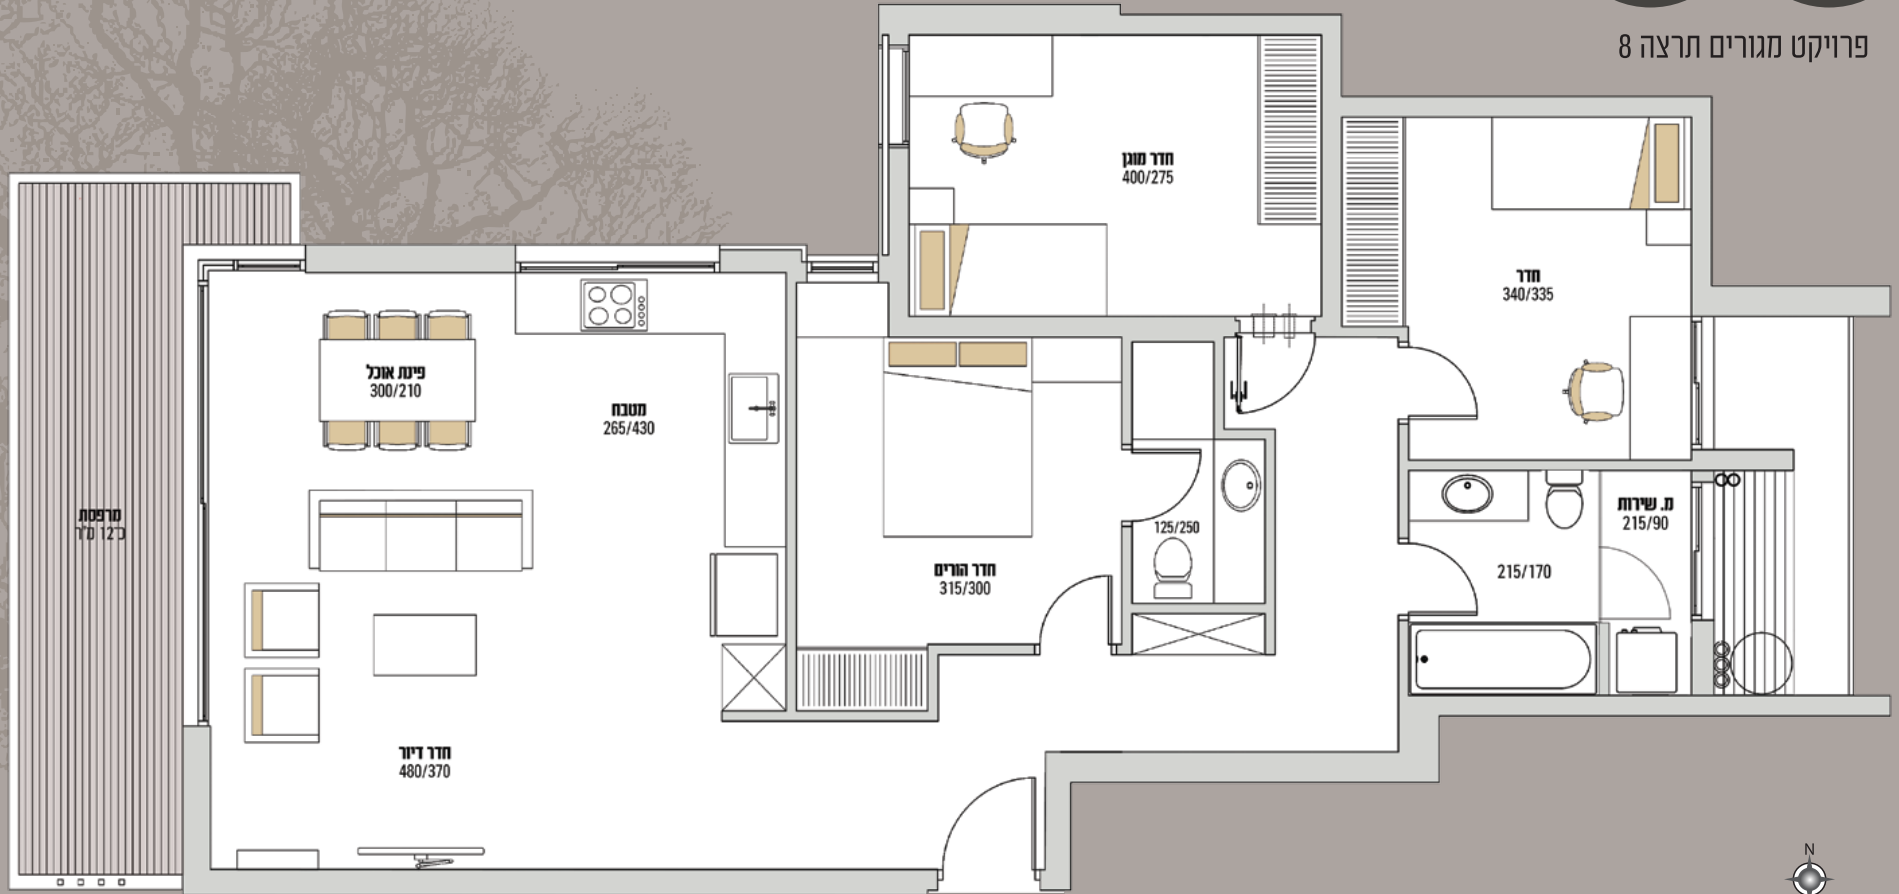 פרויקט מגורים תרצה 8
חדר מוגן
400/275
חדר
340/335
פינת אוכל
300/210
מטבח
265/430
מרפסת
כ־12 מ"ר
125/250
חדר הורים
315/300
מ. שירות
215/90
215/170
חדר דיור
480/370
N